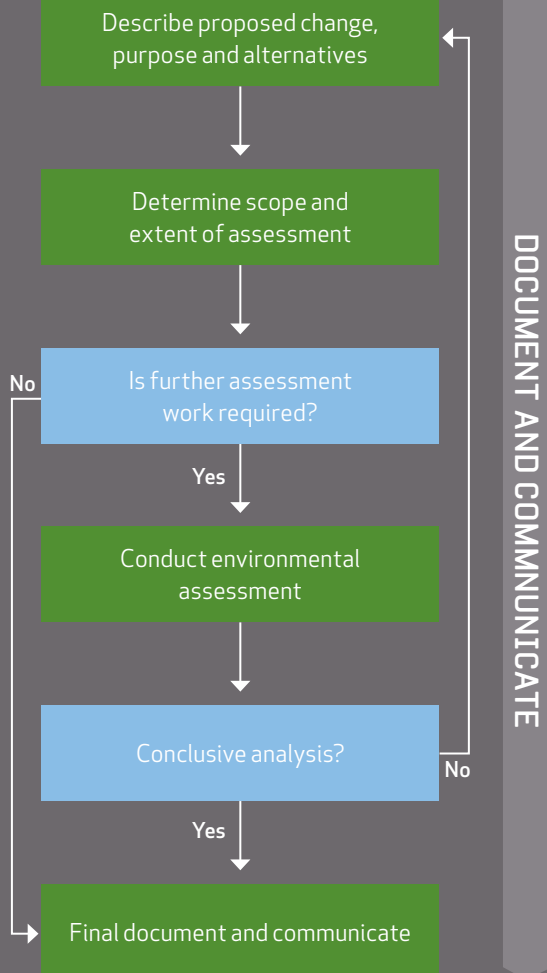 Describe proposed change,
purpose and alternatives
Determine scope and
extent of assessment
No
Is further assessment
work required?
Yes
Conduct environmental
assessment
Conclusive analysis?
No
Yes
Final document and communicate
DOCUMENT AND COMMNUNICATE